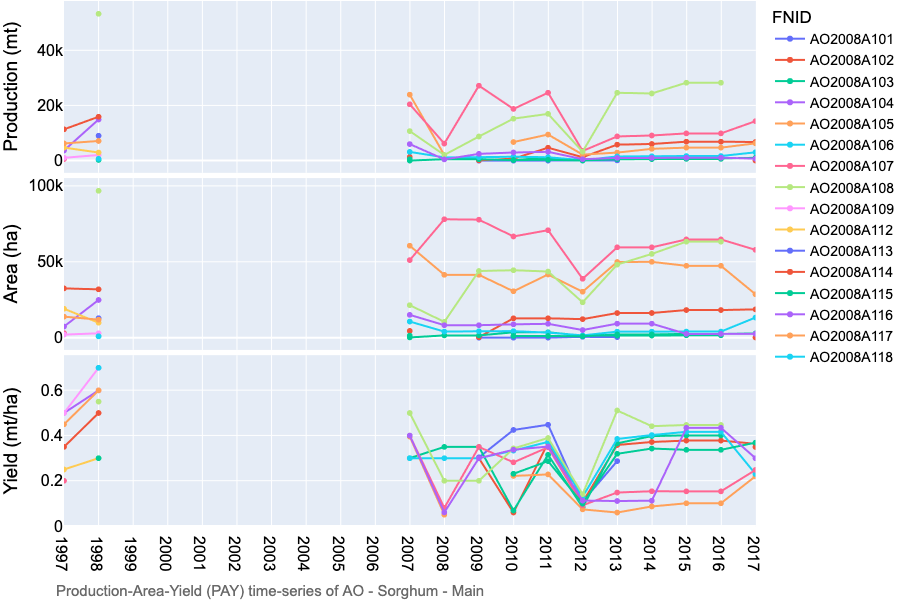 Production (mt)
40k
20k
0
Area (ha)
100k
50k
0
Yield (mt/ha)
0.6
0.4
0.2
0
1997
1998
1999
2000
2001
2002
2003
2004
2005
2006
2007
2008
2009
2010
2011
2012
2013
2014
2015
2016
2017
FNID
AO2008A101
AO2008A102
AO2008A103
AO2008A104
AO2008A105
AO2008A106
AO2008A107
AO2008A108
AO2008A109
AO2008A112
AO2008A113
AO2008A114
AO2008A115
AO2008A116
AO2008A117
AO2008A118
Production-Area-Yield (PAY) time-series of AO - Sorghum - Main